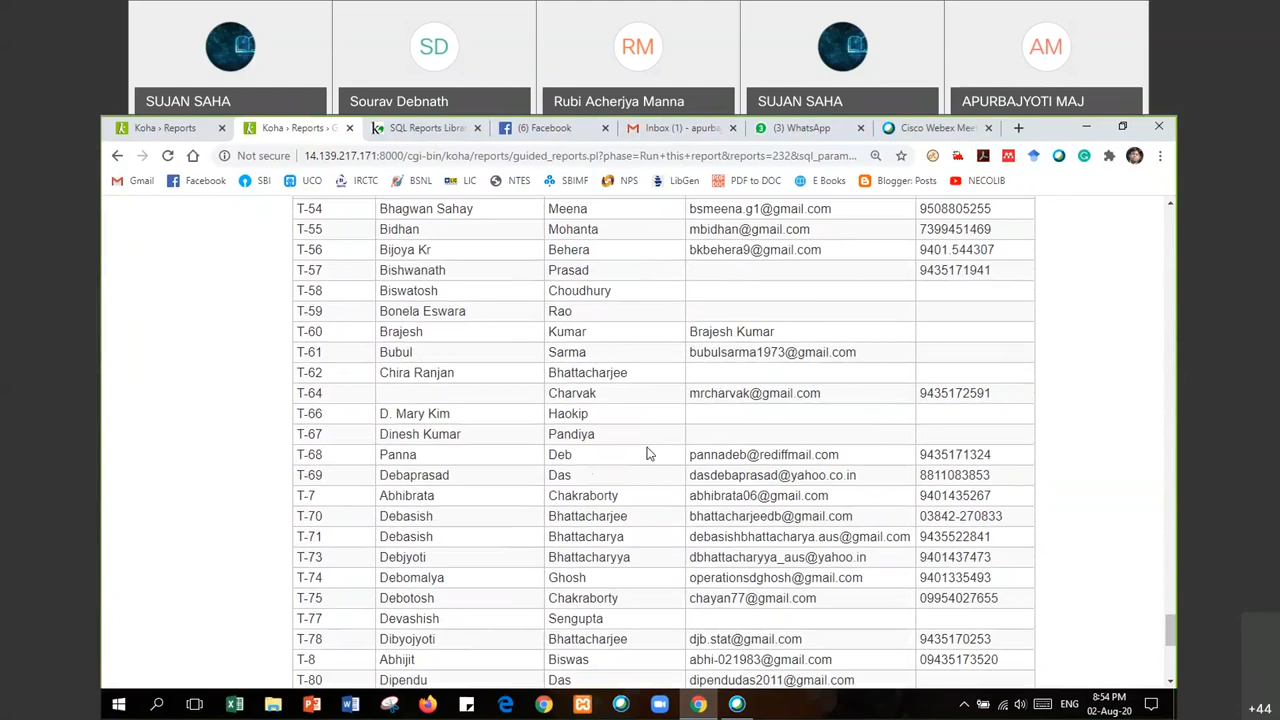 SD RM AM
SUJAN SAHA Sourav Debnath Rubi Acherjya Manna SUJAN SAHA APURBAJYOTI MAJ
Koha › Reports Koha › Reports › G SQL Reports Libra (6) Facebook Inbox (1) - apurba (3) WhatsApp Cisco Webex Mee
Not secure 14.139.217.171:8000/cgi-bin/koha/reports/guided_reports.pl?phase=Run+this+report&reports=232&sql_param...
Gmail Facebook SBI UCO IRCTC BSNL LIC NTES SBIMF NPS LibGen PDF to DOC E Books Blogger: Posts NECOLIB
T-54 Bhagwan Sahay Meena bsmeena.g1@gmail.com 9508805255
T-55 Bidhan Mohanta mbidhan@gmail.com 7399451469
T-56 Bijoya Kr Behera bkbehera9@gmail.com 9401.544307
T-57 Bishwanath Prasad 9435171941
T-58 Biswatosh Choudhury
T-59 Bonela Eswara Rao
T-60 Brajesh Kumar Brajesh Kumar
T-61 Bubul Sarma bubulsarma1973@gmail.com
T-62 Chira Ranjan Bhattacharjee
T-64 Charvak mrcharvak@gmail.com 9435172591
T-66 D. Mary Kim Haokip
T-67 Dinesh Kumar Pandiya
T-68 Panna Deb pannadeb@rediffmail.com 9435171324
T-69 Debaprasad Das dasdebaprasad@yahoo.co.in 8811083853
T-7 Abhibrata Chakraborty abhibrata06@gmail.com 9401435267
T-70 Debasish Bhattacharjee bhattacharjeedb@gmail.com 03842-270833
T-71 Debasish Bhattacharya debasishbhattacharya.aus@gmail.com 9435522841
T-73 Debjyoti Bhattacharyya dbhattacharyya_aus@yahoo.in 9401437473
T-74 Debomalya Ghosh operationsdghosh@gmail.com 9401335493
T-75 Debotosh Chakraborty chayan77@gmail.com 09954027655
T-77 Devashish Sengupta
T-78 Dibyojyoti Bhattacharjee djb.stat@gmail.com 9435170253
T-8 Abhijit Biswas abhi-021983@gmail.com 09435173520
T-80 Dipendu Das dipendudas2011@gmail.com
ENG 8:54 PM
02-Aug-20
+44